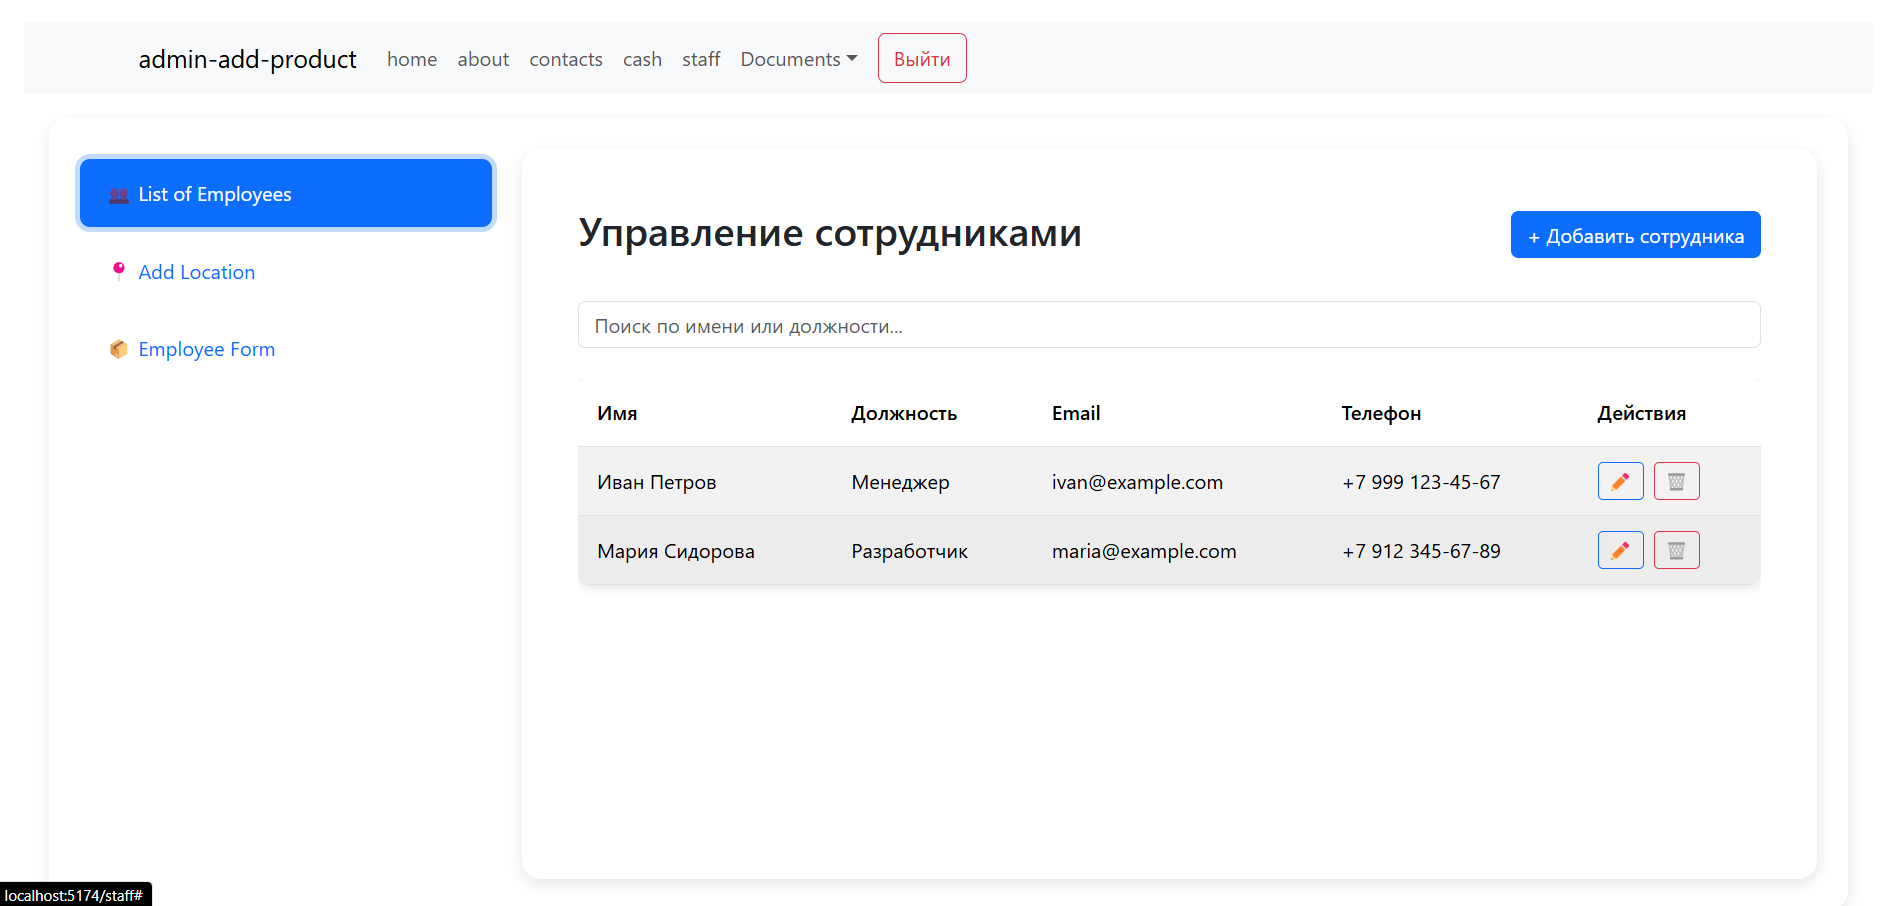 admin-add-product home about contacts cash staff Documents Выйти
List of Employees
Add Location
Employee Form
Управление сотрудниками
+ Добавить сотрудника
Поиск по имени или должности...
Имя Должность Email Телефон Действия
Иван Петров Менеджер ivan@example.com +7 999 123-45-67
Мария Сидорова Разработчик maria@example.com +7 912 345-67-89
localhost:5174/staff#